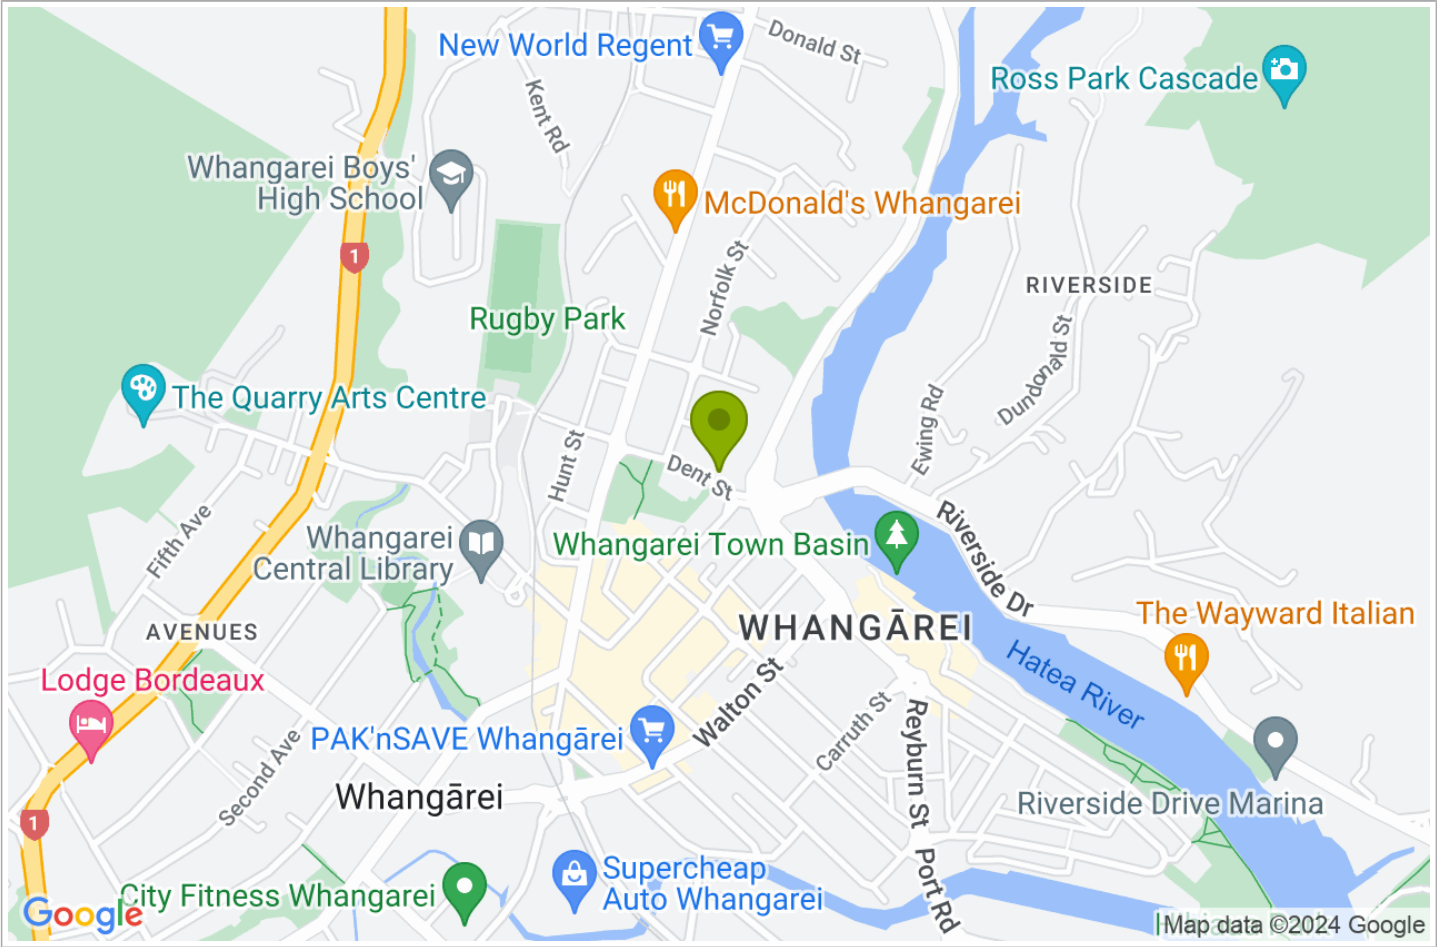 New World Regent
Donald St
Ross Park Cascade
Kent Rd
Whangarei Boys'
High School
McDonald's Whangarei
1
Norfolk St
RIVERSIDE
Rugby Park
Dundonald St
The Quarry Arts Centre
Ewing Rd
Hunt St
Dent St
Fifth Ave
Whangarei
Central Library
Whangarei Town Basin
Riverside Dr
AVENUES
WHANGĀREI
The Wayward Italian
Lodge Bordeaux
Hatea River
PAK'nSAVE Whangārei
Walton St
Carruth St
Reyburn St
Second Ave
Whangārei
Riverside Drive Marina
1
Supercheap
Auto Whangarei
Port Rd
City Fitness Whangarei
Google
Map data ©2024 Google